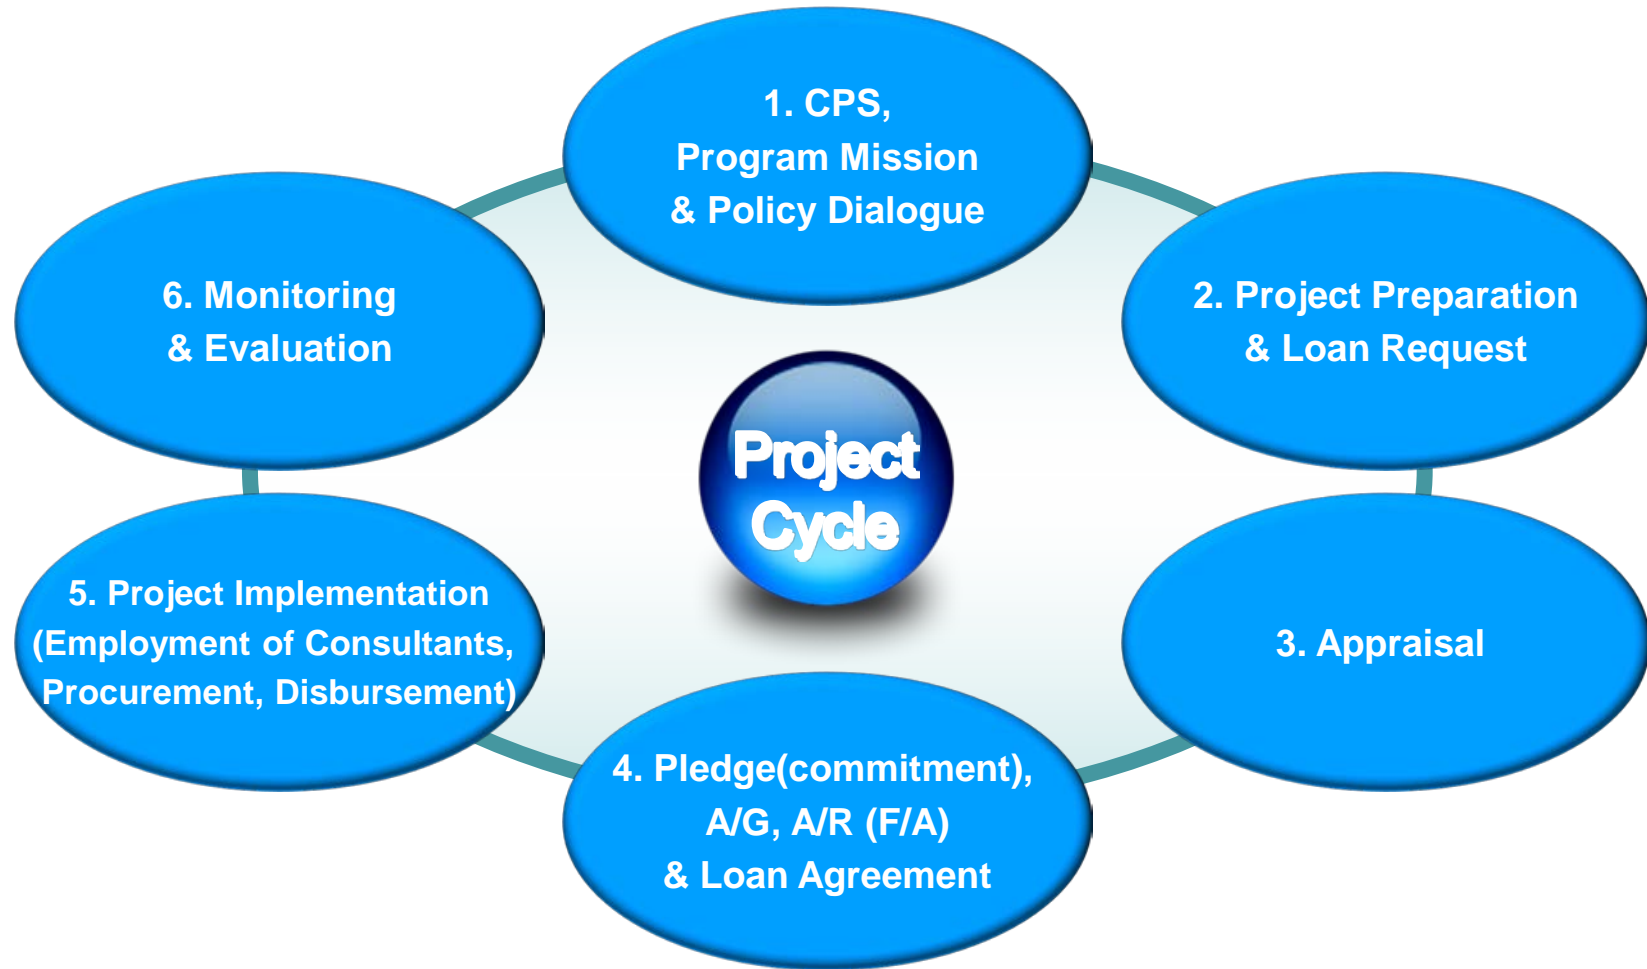 1. CPS,
Program Mission
& Policy Dialogue
2. Project Preparation
& Loan Request
3. Appraisal
4. Pledge(commitment),
A/G, A/R (F/A)
& Loan Agreement
5. Project Implementation
(Employment of Consultants,
Procurement, Disbursement)
6. Monitoring
& Evaluation
Project
Cycle